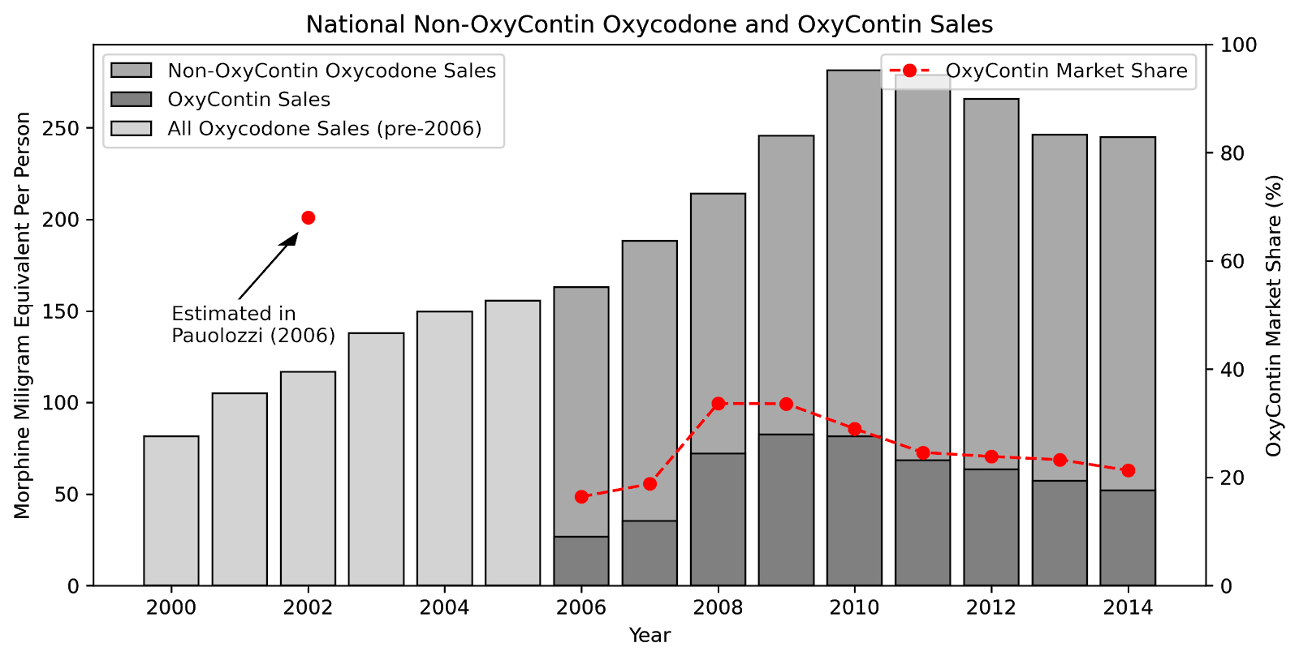 National Non-OxyContin Oxycodone and OxyContin Sales
Non-OxyContin Oxycodone Sales
OxyContin Sales
All Oxycodone Sales (pre-2006)
OxyContin Market Share
Estimated in
Pauolozzi (2006)
Morphine Miligram Equivalent Per Person
250
200
150
100
50
0
OxyContin Market Share (%)
100
80
60
40
20
0
2000 2002 2004 2006 2008 2010 2012 2014
Year